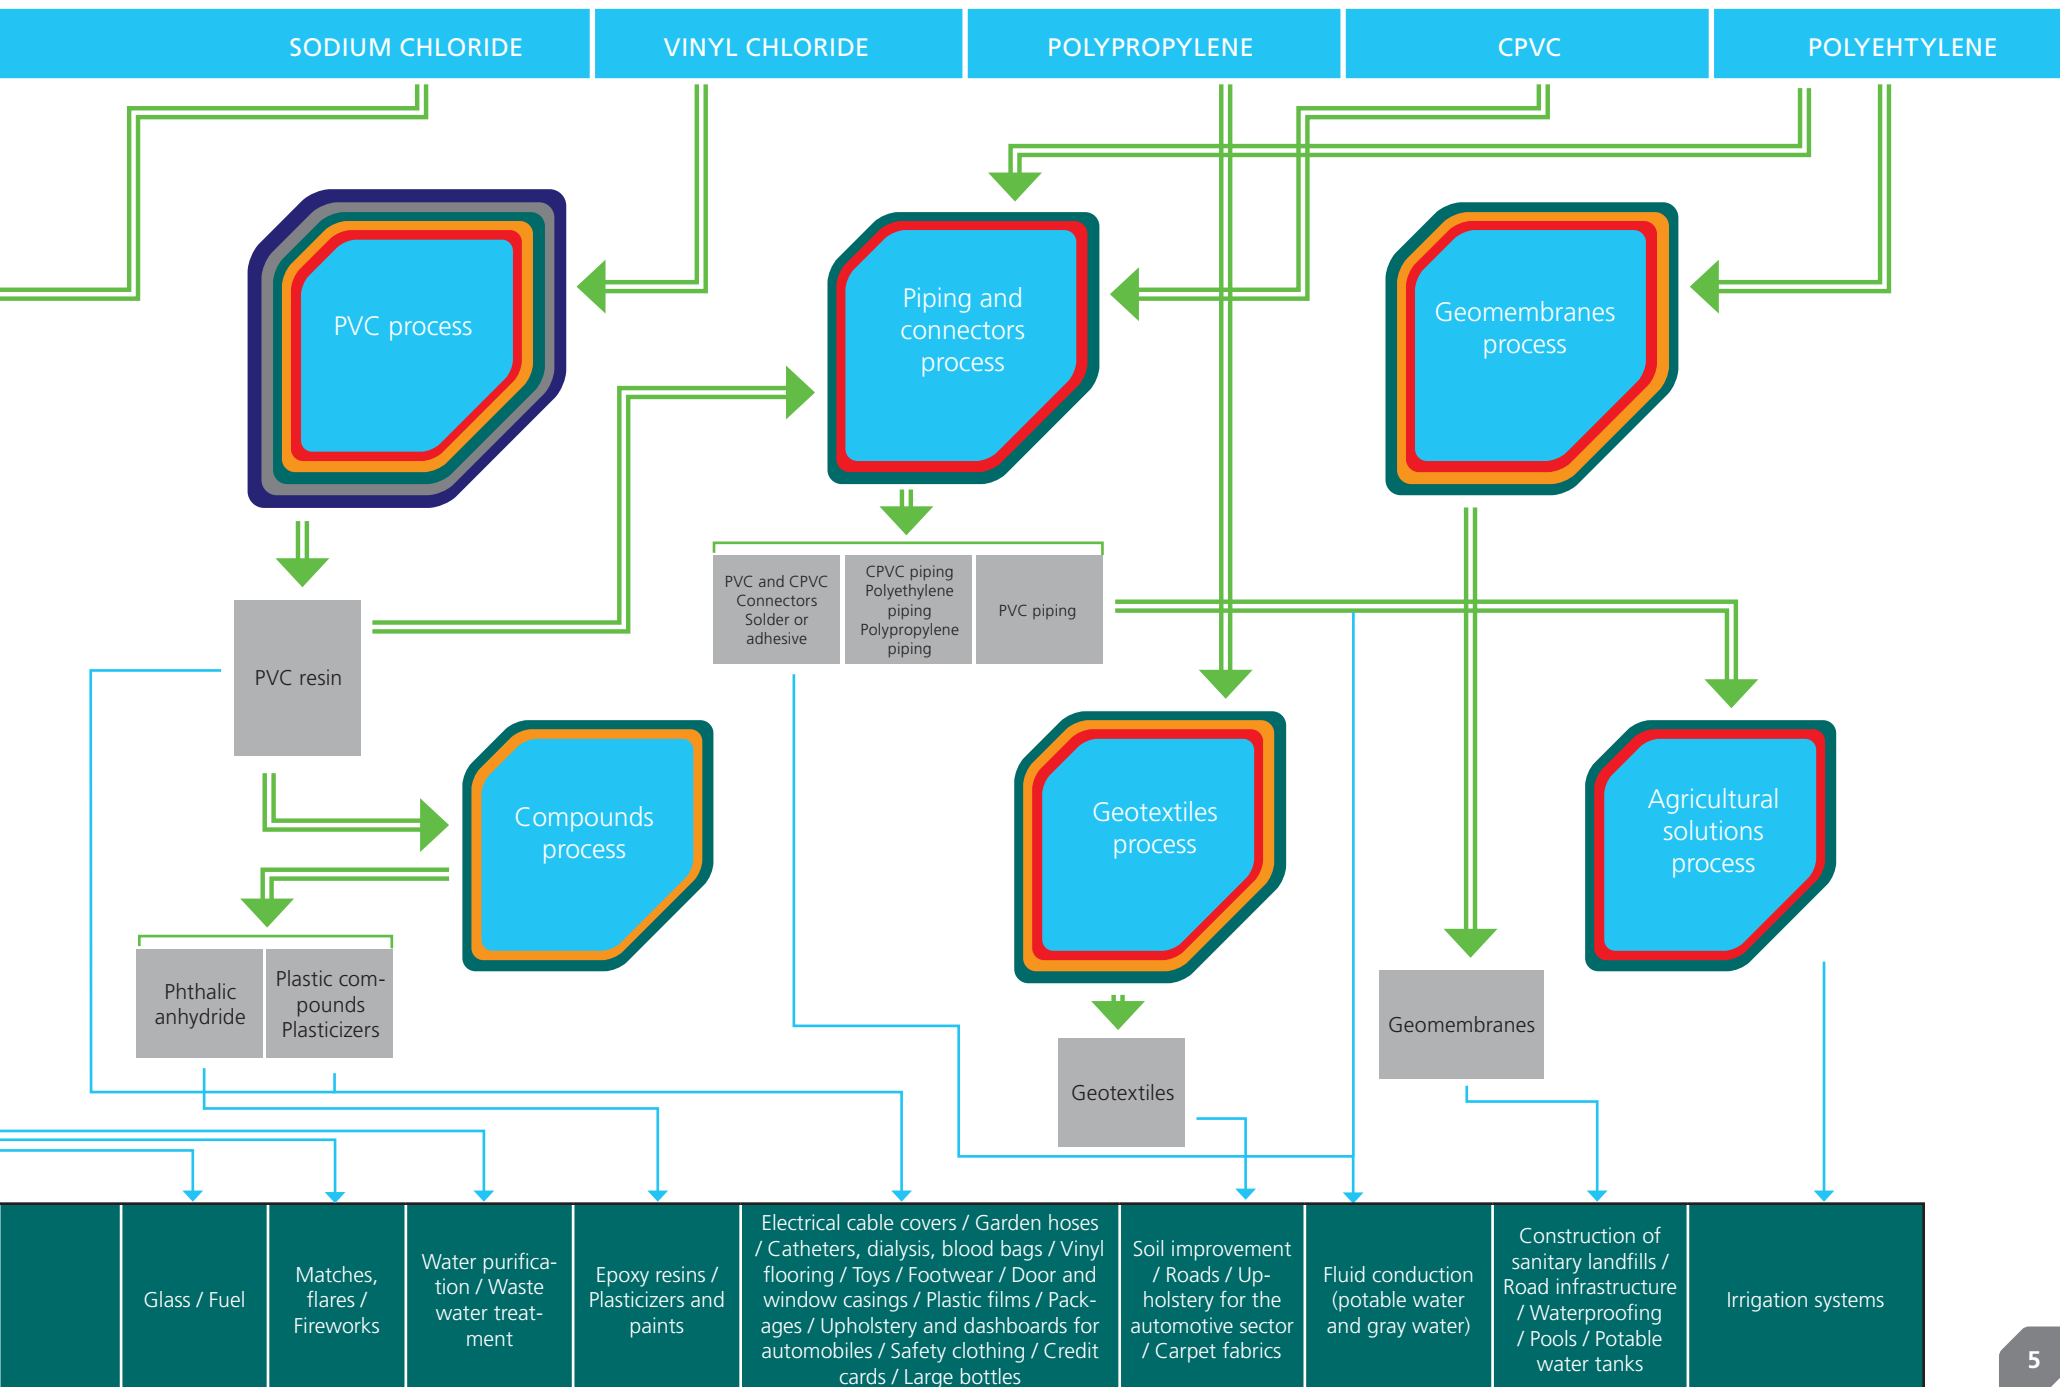 SODIUM CHLORIDE
VINYL CHLORIDE
POLYPROPYLENE
CPVC
POLYEHTYLENE
PVC process
Piping and
connectors
process
Geomembranes
process
PVC and CPVC
Connectors
Solder or
adhesive
CPVC piping
Polyethylene
piping
Polypropylene
piping
PVC piping
PVC resin
Compounds
process
Geotextiles
process
Agricultural
solutions
process
Phthalic
anhydride
Plastic com-
pounds
Plasticizers
Geotextiles
Geomembranes
Glass / Fuel
Matches,
flares /
Fireworks
Water purifica-
tion / Waste
water treat-
ment
Epoxy resins /
Plasticizers and
paints
Electrical cable covers / Garden hoses
/ Catheters, dialysis, blood bags / Vinyl
flooring / Toys / Footwear / Door and
window casings / Plastic films / Pack-
ages / Upholstery and dashboards for
automobiles / Safety clothing / Credit
cards / Large bottles
Soil improvement
/ Roads / Up-
holstery for the
automotive sector
/ Carpet fabrics
Fluid conduction
(potable water
and gray water)
Construction of
sanitary landfills /
Road infrastructure
/ Waterproofing
/ Pools / Potable
water tanks
Irrigation systems
5